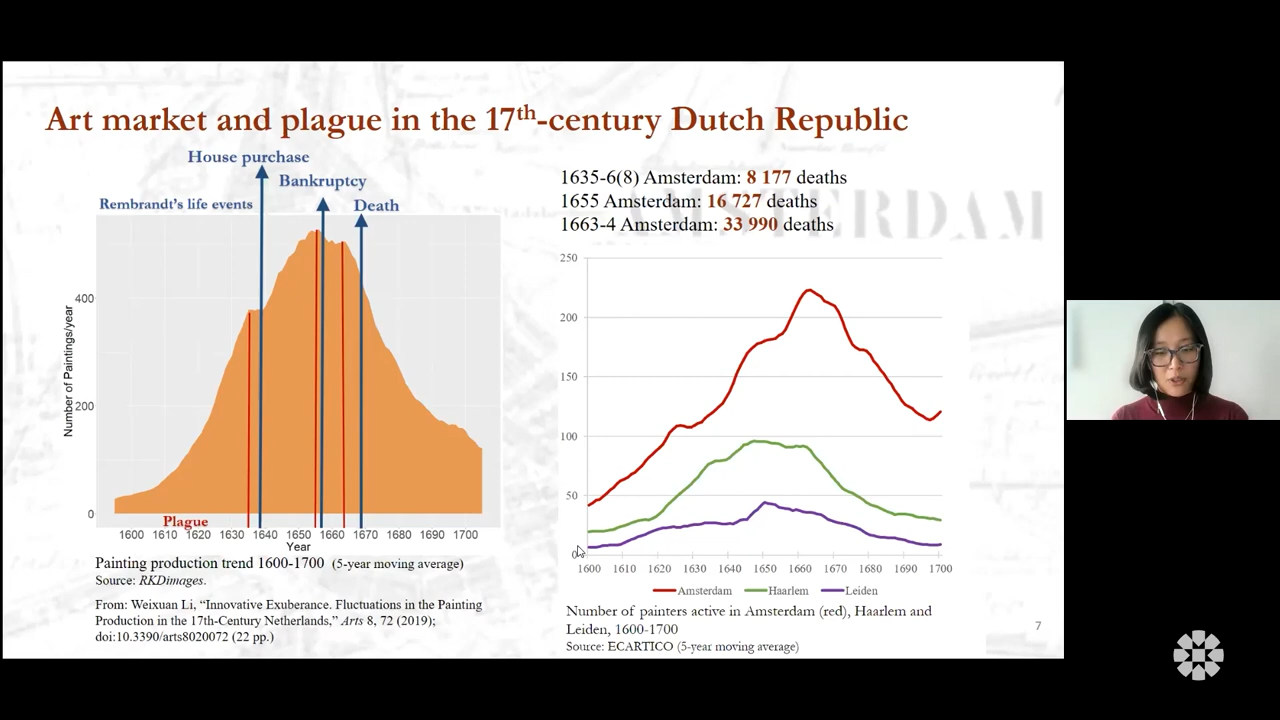 Art market and plague in the 17th-century Dutch Republic
House purchase
Bankruptcy
Rembrandt's life events
Death
400
200
0
Number of Paintings/year
Plague
1600 1610 1620 1630 1640 1650 1660 1670 1680 1690 1700
Year
Painting production trend 1600-1700 (5-year moving average)
Source: RKDimages.
From: Weixuan Li, “Innovative Exuberance. Fluctuations in the Painting
Production in the 17th-Century Netherlands,” Arts 8, 72 (2019);
doi:10.3390/arts8020072 (22 pp.)
1635-6(8) Amsterdam: 8 177 deaths
1655 Amsterdam: 16 727 deaths
1663-4 Amsterdam: 33 990 deaths
AMSTERDAM
250
200
150
100
50
0
1600 1610 1620 1630 1640 1650 1660 1670 1680 1690 1700
Amsterdam Haarlem Leiden
Number of painters active in Amsterdam (red), Haarlem and
Leiden, 1600-1700
Source: ECARTICO (5-year moving average)
7